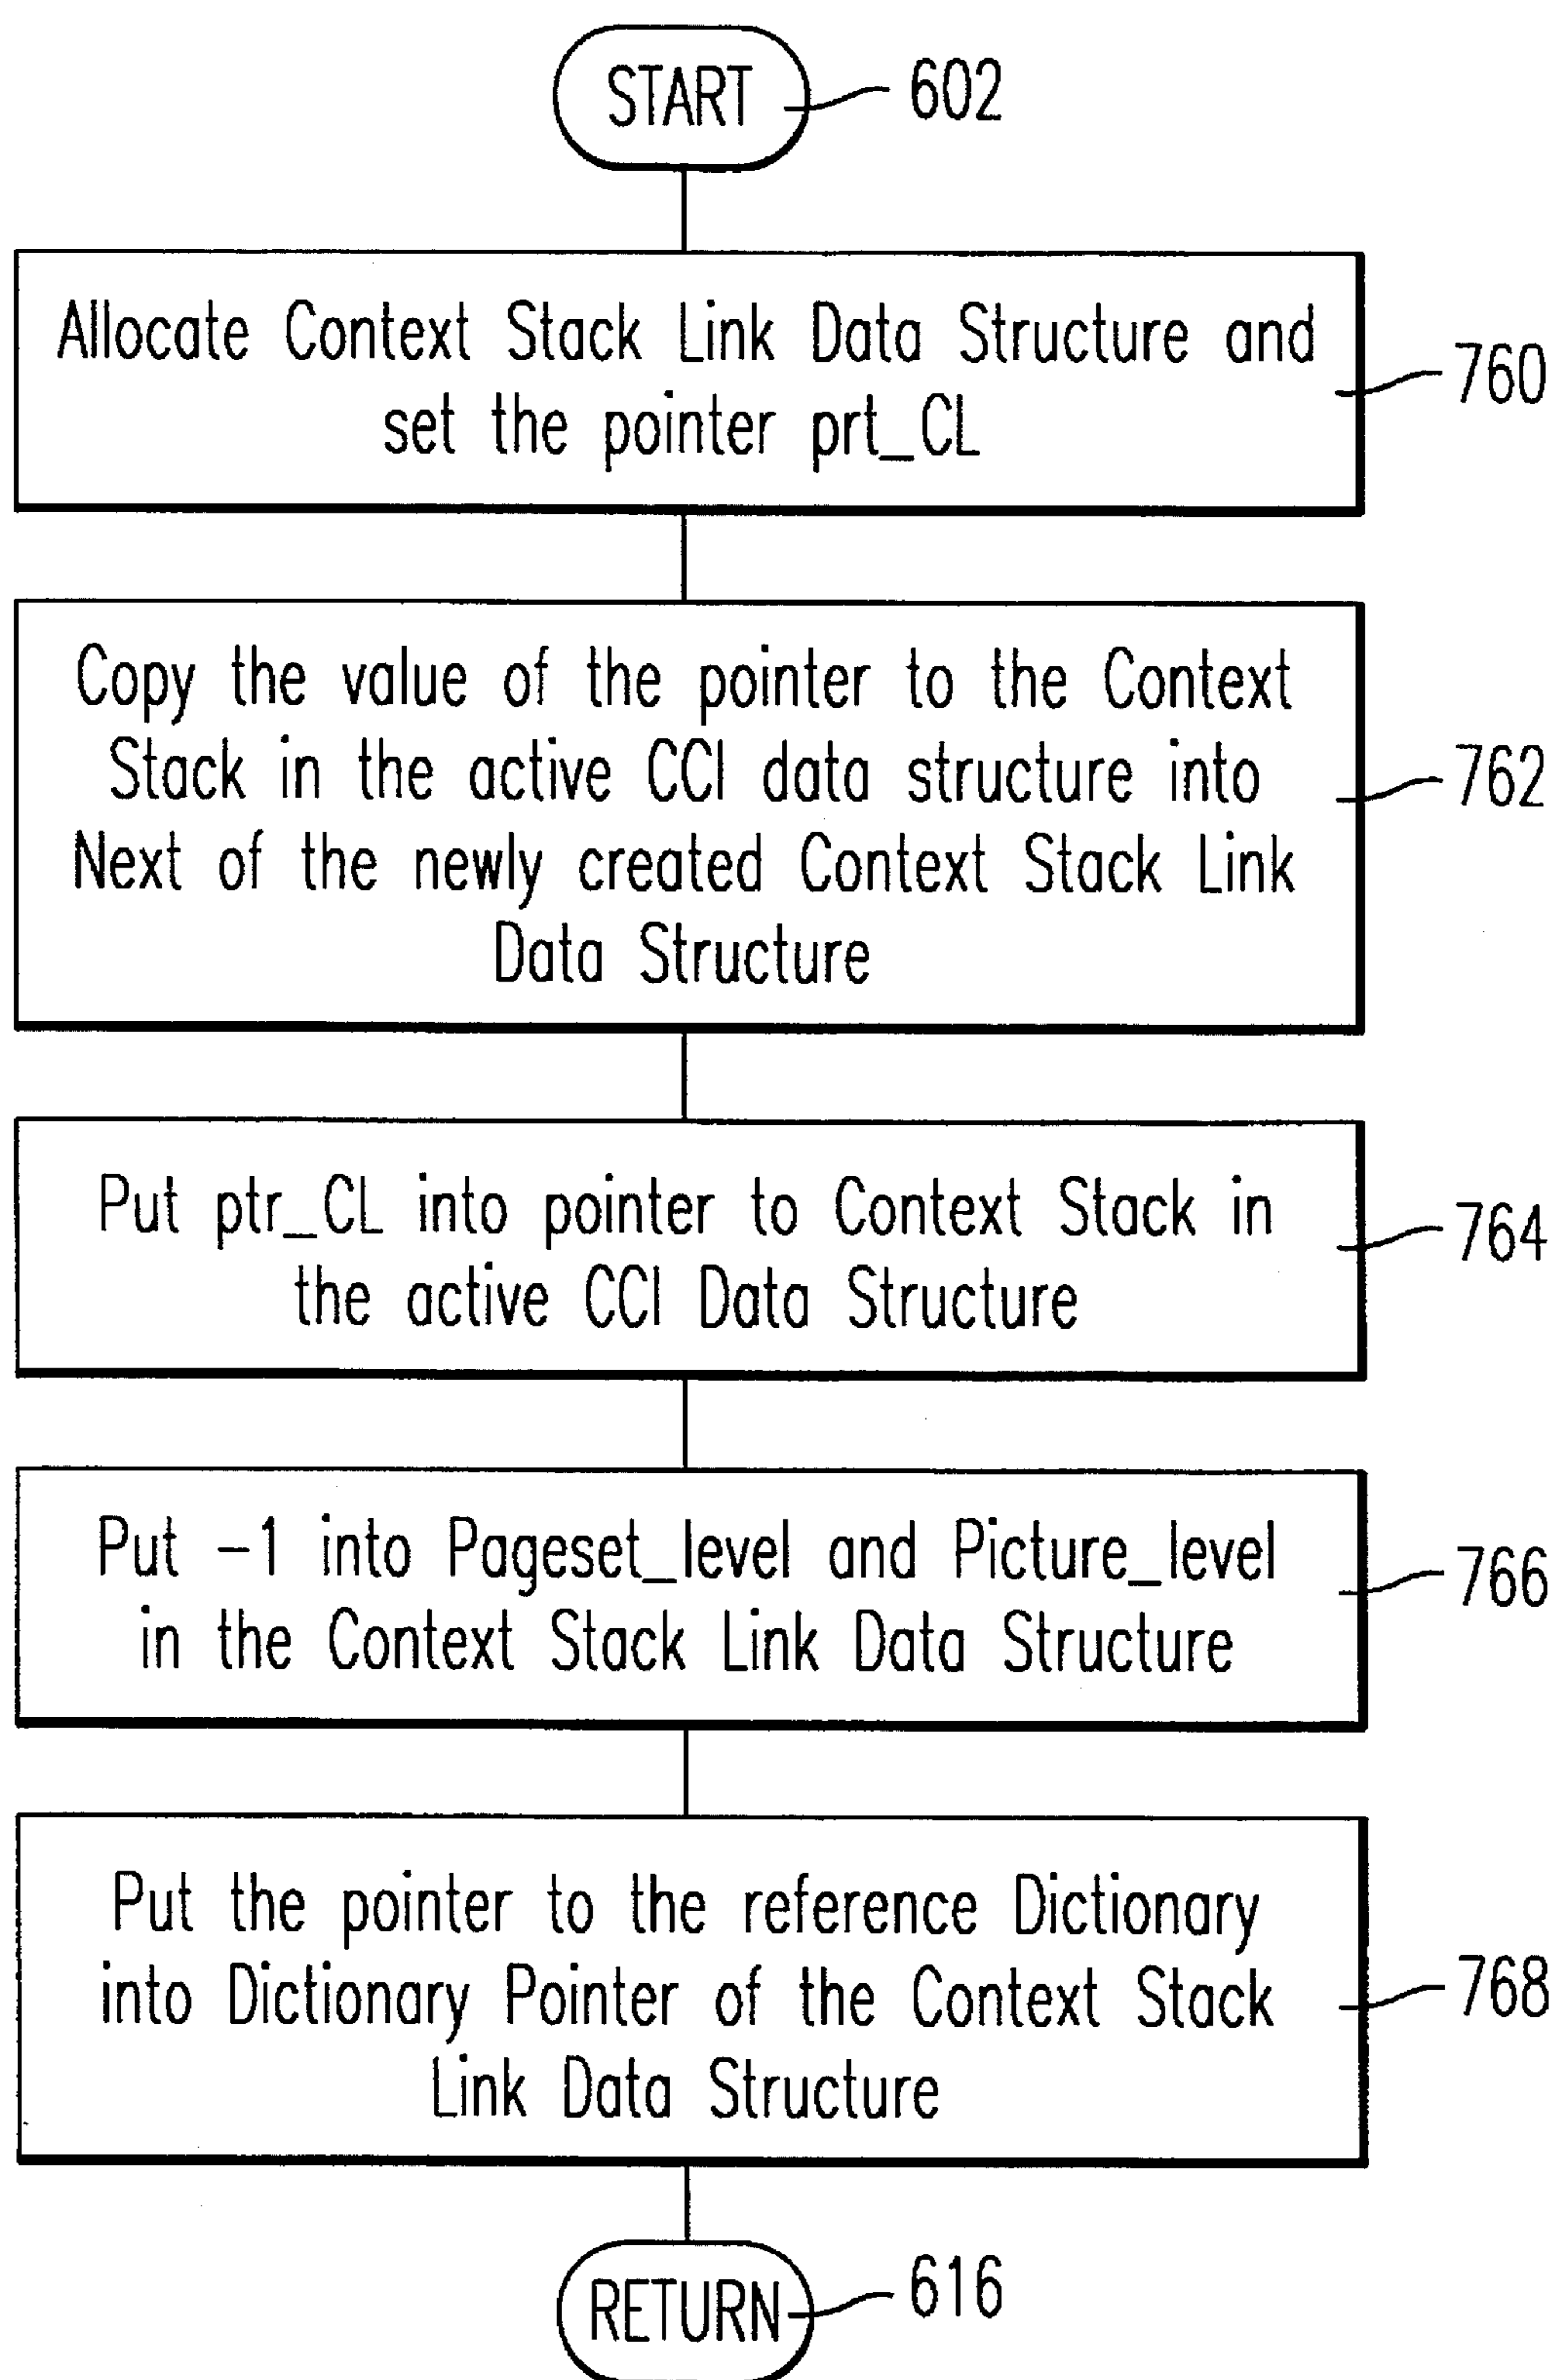 START
602
Allocate Context Stack Link Data Structure and
set the pointer prt_CL
760
Copy the value of the pointer to the Context
Stack in the active CCI data structure into
Next of the newly created Context Stack Link
Data Structure
762
Put ptr_CL into pointer to Context Stack in
the active CCI Data Structure
764
Put -1 into Pageset_level and Picture_level
in the Context Stack Link Data Structure
766
Put the pointer to the reference Dictionary
into Dictionary Pointer of the Context Stack
Link Data Structure
768
RETURN
616